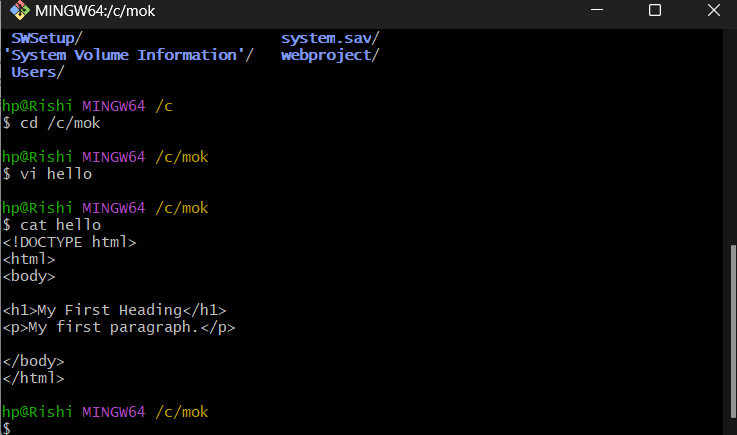 MINGW64:/c/mok
SWSetup/ system.sav/
'System Volume Information'/ webproject/
Users/
hp@Rishi MINGW64 /c
$ cd /c/mok
hp@Rishi MINGW64 /c/mok
$ vi hello
hp@Rishi MINGW64 /c/mok
$ cat hello
<!DOCTYPE html>
<html>
<body>
<h1>My First Heading</h1>
<p>My first paragraph.</p>
</body>
</html>
hp@Rishi MINGW64 /c/mok
$